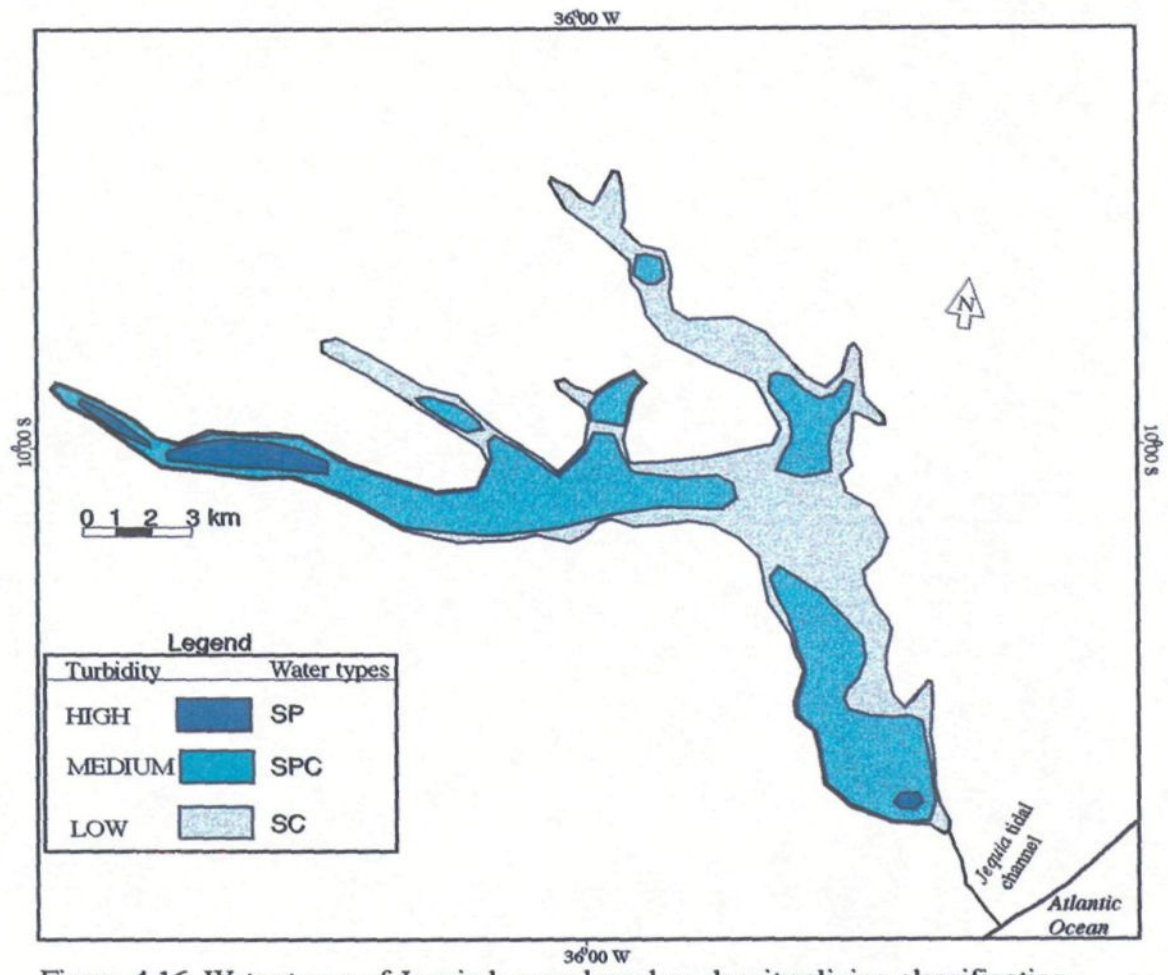 36°00 W
N
10°00 S
10°00 S
0 1 2 3 km
Legend
Turbidity Water types
HIGH SP
MEDIUM SPC
LOW SC
Jequia tidal
channel
Atlantic
Ocean
36°00 W